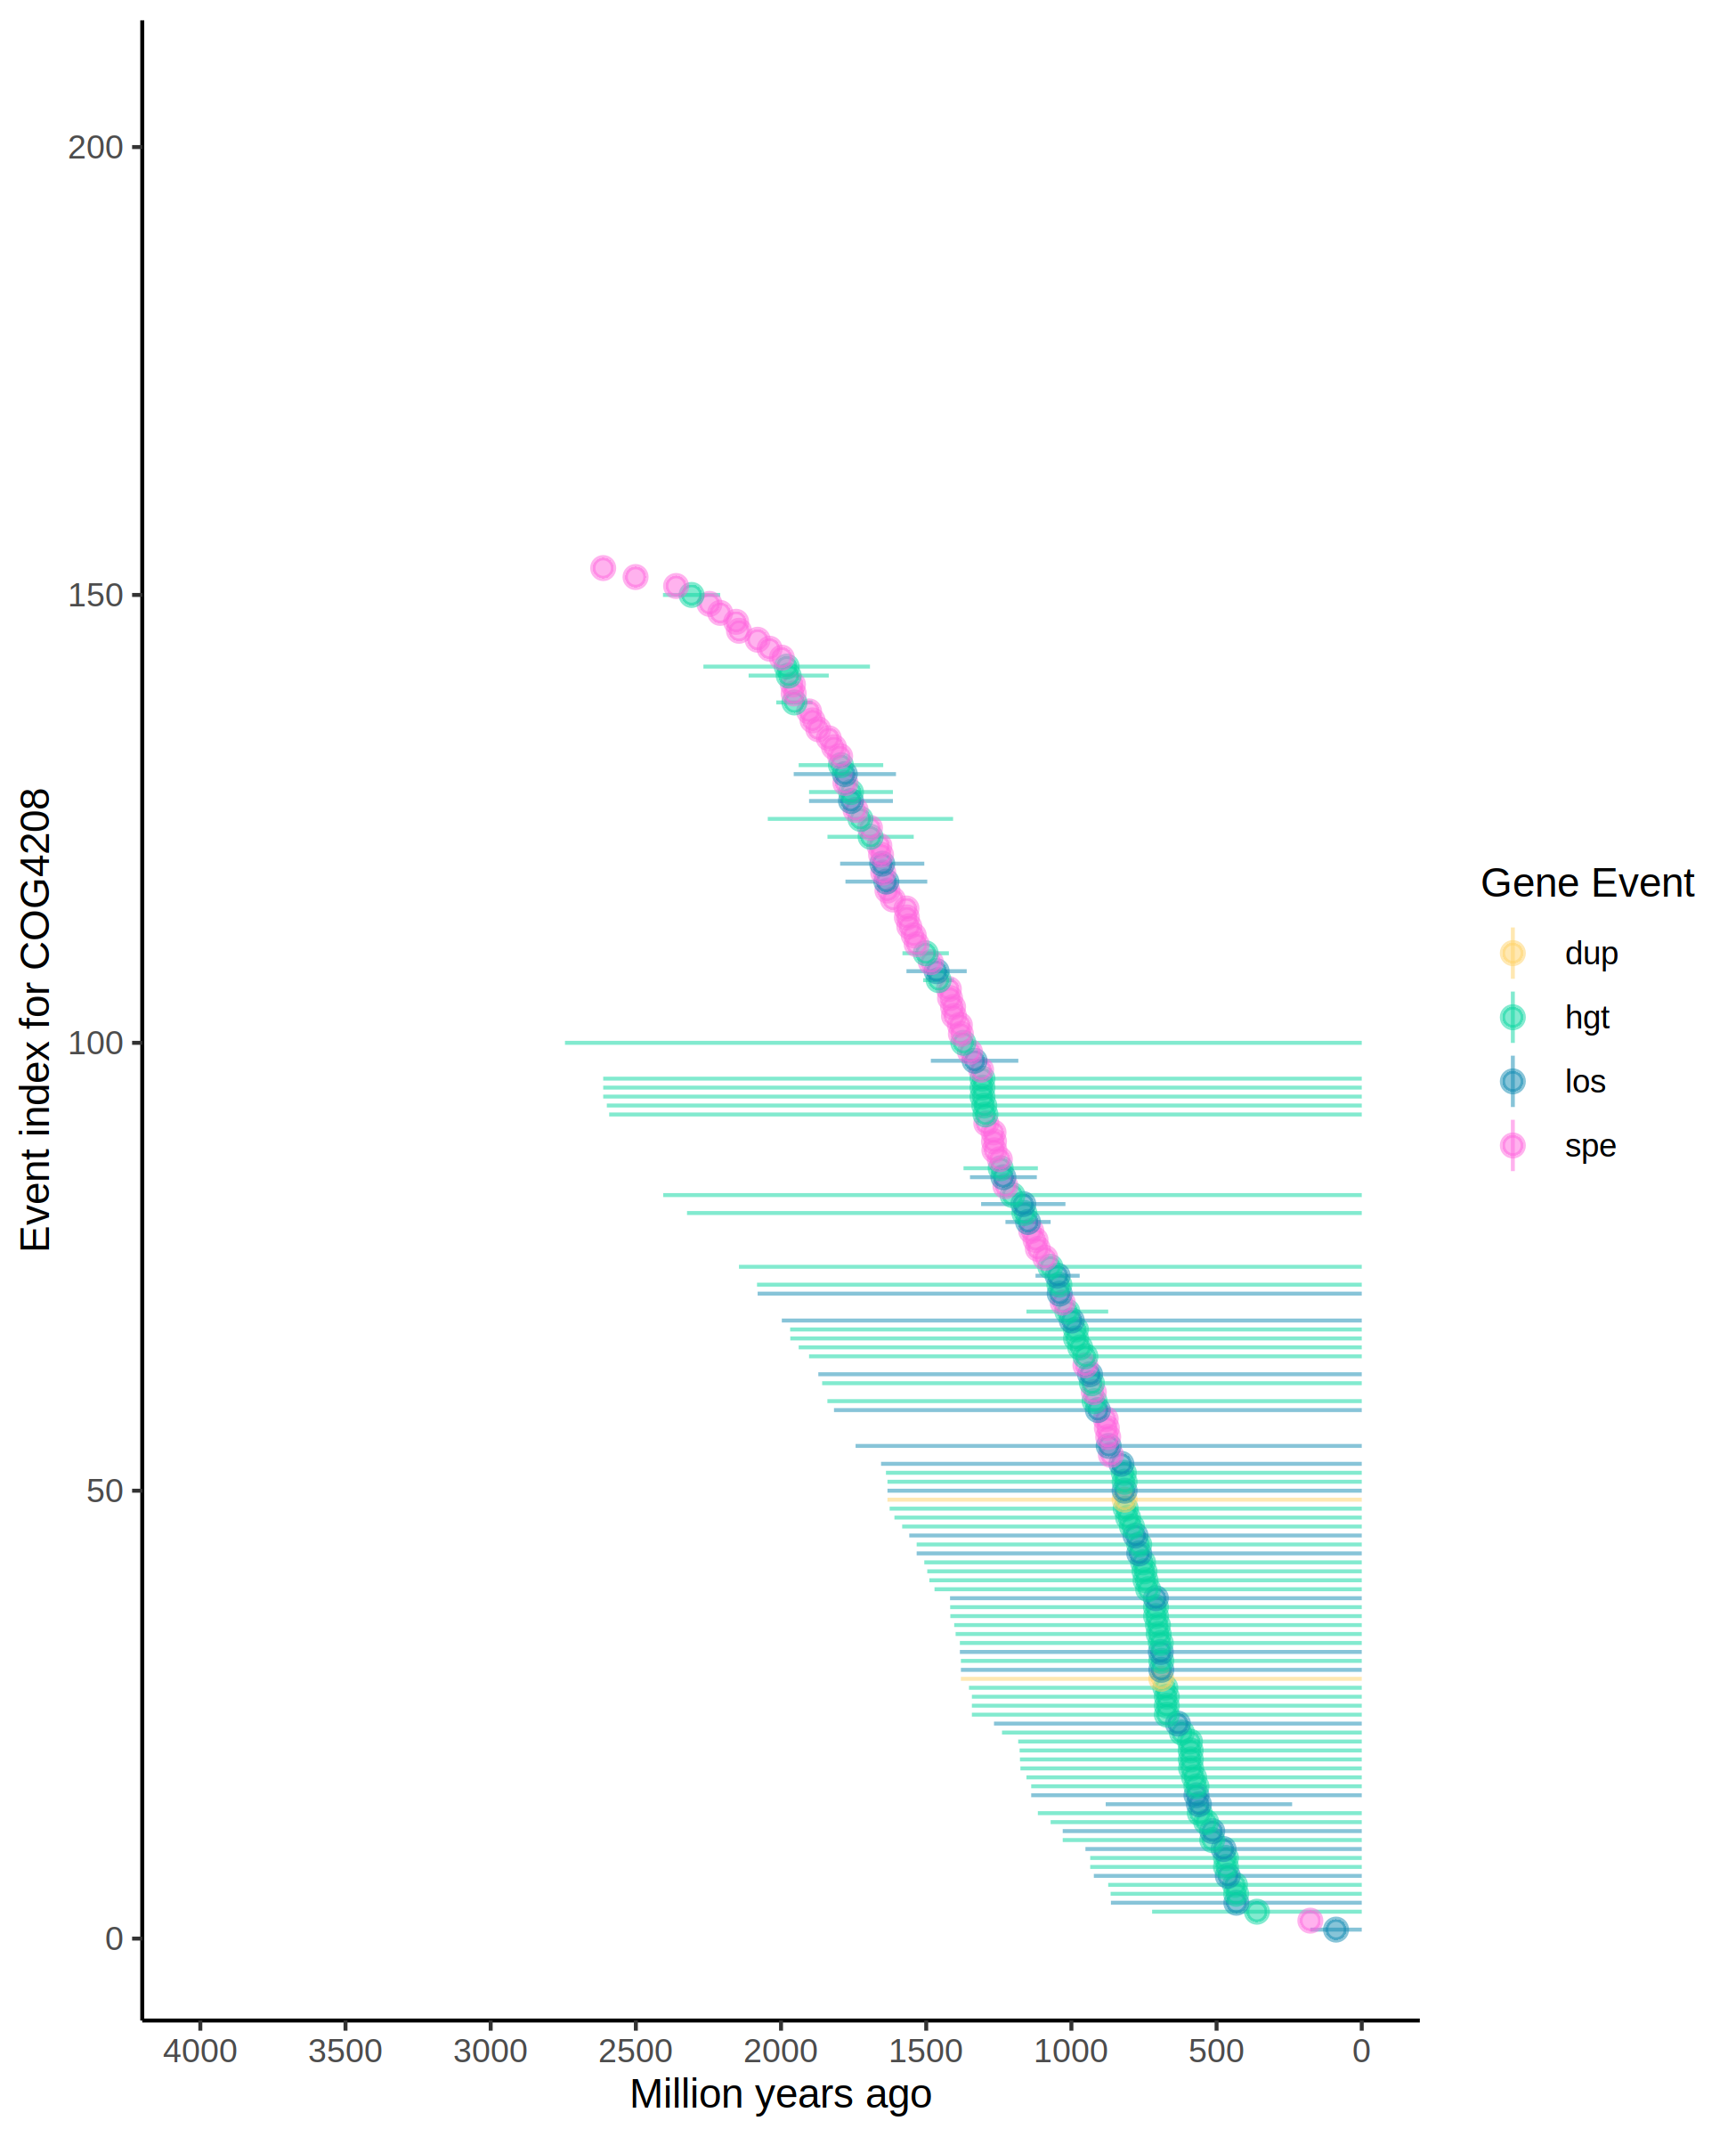 200
150
100
50
0
Event index for COG4208
4000 3500 3000 2500 2000 1500 1000 500 0
Million years ago
Gene Event
dup
hgt
los
spe